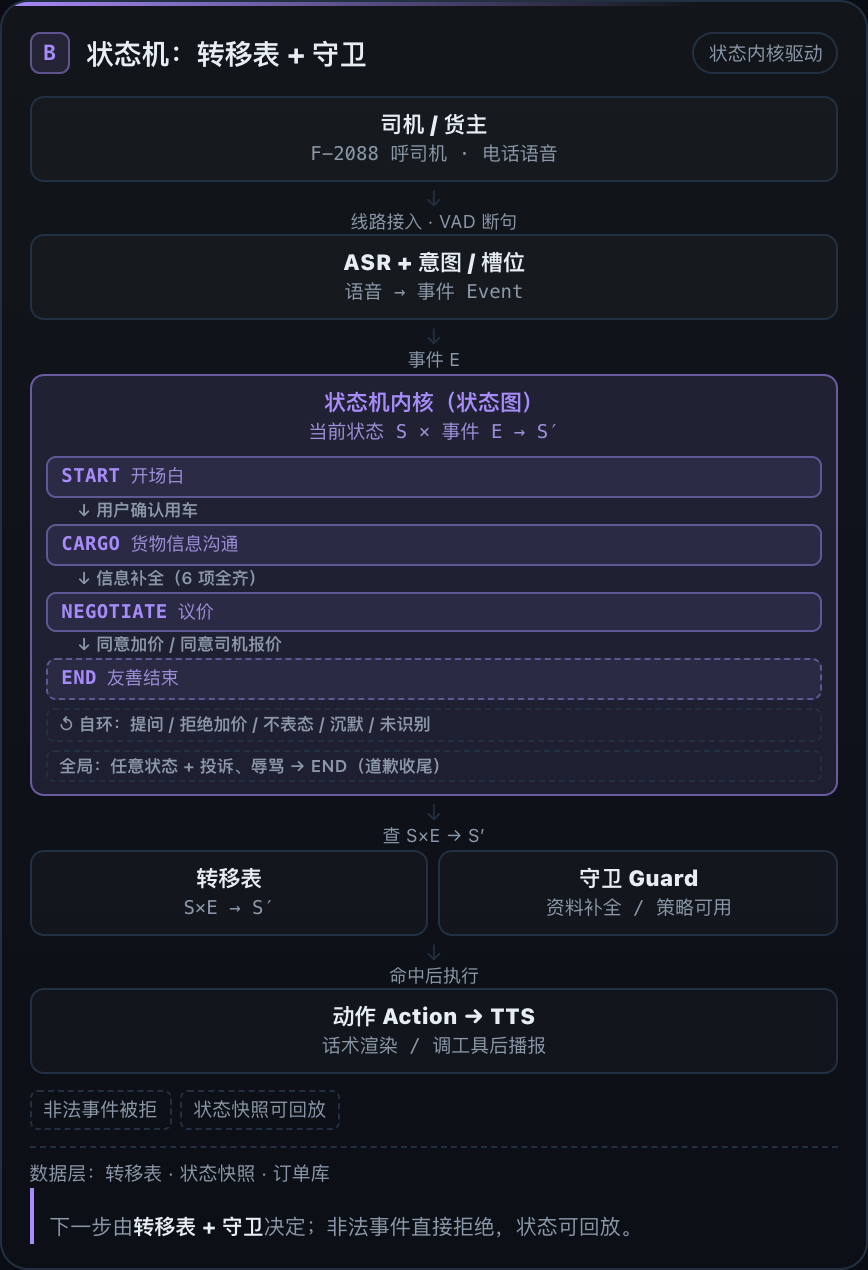 B 状态机：转移表 + 守卫 状态内核驱动
司机 / 货主
F-2088 呼司机 · 电话语音
↓
线路接入 · VAD 断句
ASR + 意图 / 槽位
语音 → 事件 Event
↓
事件 E
状态机内核（状态图）
当前状态 S × 事件 E → S′
START 开场白
↓ 用户确认用车
CARGO 货物信息沟通
↓ 信息补全（6 项全齐）
NEGOTIATE 议价
↓ 同意加价 / 同意司机报价
END 友善结束
↺ 自环：提问 / 拒绝加价 / 不表态 / 沉默 / 未识别
全局：任意状态 + 投诉、辱骂 → END（道歉收尾）
↓
查 S×E → S′
转移表
S×E → S′
守卫 Guard
资料补全 / 策略可用
↓
命中后执行
动作 Action → TTS
话术渲染 / 调工具后播报
非法事件被拒 状态快照可回放
数据层：转移表 · 状态快照 · 订单库
下一步由转移表 + 守卫决定；非法事件直接拒绝，状态可回放。